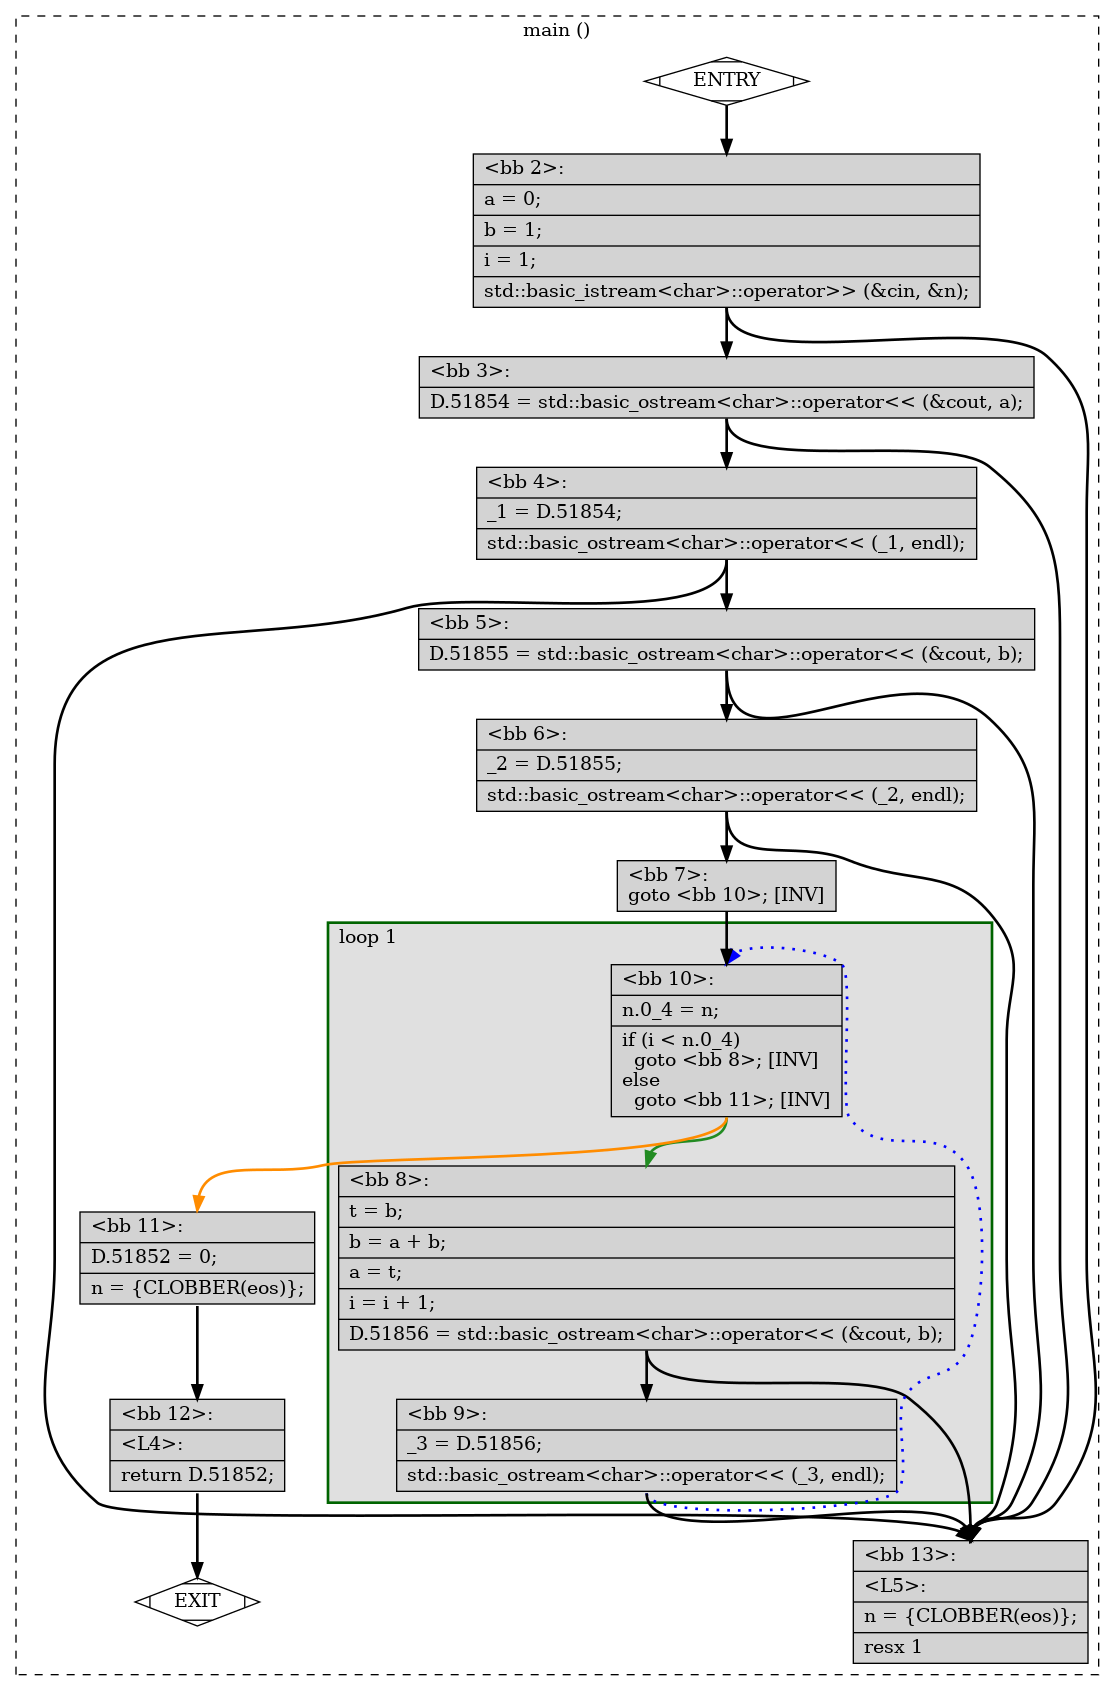 main ()
ENTRY
<bb 2>:
a = 0;
b = 1;
i = 1;
std::basic_istream<char>::operator>> (&cin, &n);
<bb 3>:
D.51854 = std::basic_ostream<char>::operator<< (&cout, a);
<bb 4>:
_1 = D.51854;
std::basic_ostream<char>::operator<< (_1, endl);
<bb 5>:
D.51855 = std::basic_ostream<char>::operator<< (&cout, b);
<bb 6>:
_2 = D.51855;
std::basic_ostream<char>::operator<< (_2, endl);
<bb 7>:
goto <bb 10>; [INV]
loop 1
<bb 10>:
n.0_4 = n;
if (i < n.0_4)
  goto <bb 8>; [INV]
else
  goto <bb 11>; [INV]
<bb 8>:
t = b;
b = a + b;
a = t;
i = i + 1;
D.51856 = std::basic_ostream<char>::operator<< (&cout, b);
<bb 11>:
D.51852 = 0;
n = {CLOBBER(eos)};
<bb 9>:
_3 = D.51856;
std::basic_ostream<char>::operator<< (_3, endl);
<bb 12>:
<L4>:
return D.51852;
<bb 13>:
<L5>:
n = {CLOBBER(eos)};
resx 1
EXIT